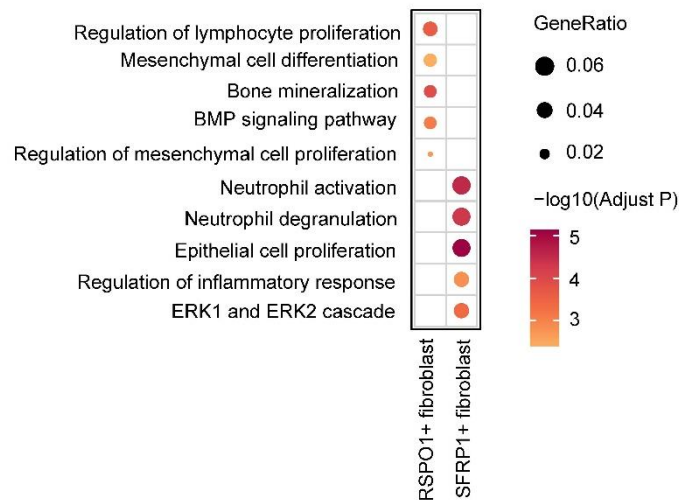 Regulation of lymphocyte proliferation
Mesenchymal cell differentiation
Bone mineralization
BMP signaling pathway
Regulation of mesenchymal cell proliferation
Neutrophil activation
Neutrophil degranulation
Epithelial cell proliferation
Regulation of inflammatory response
ERK1 and ERK2 cascade
RSPO1+ fibroblast
SFRP1+ fibroblast
GeneRatio
0.06
0.04
0.02
−log10(Adjust P)
5
4
3